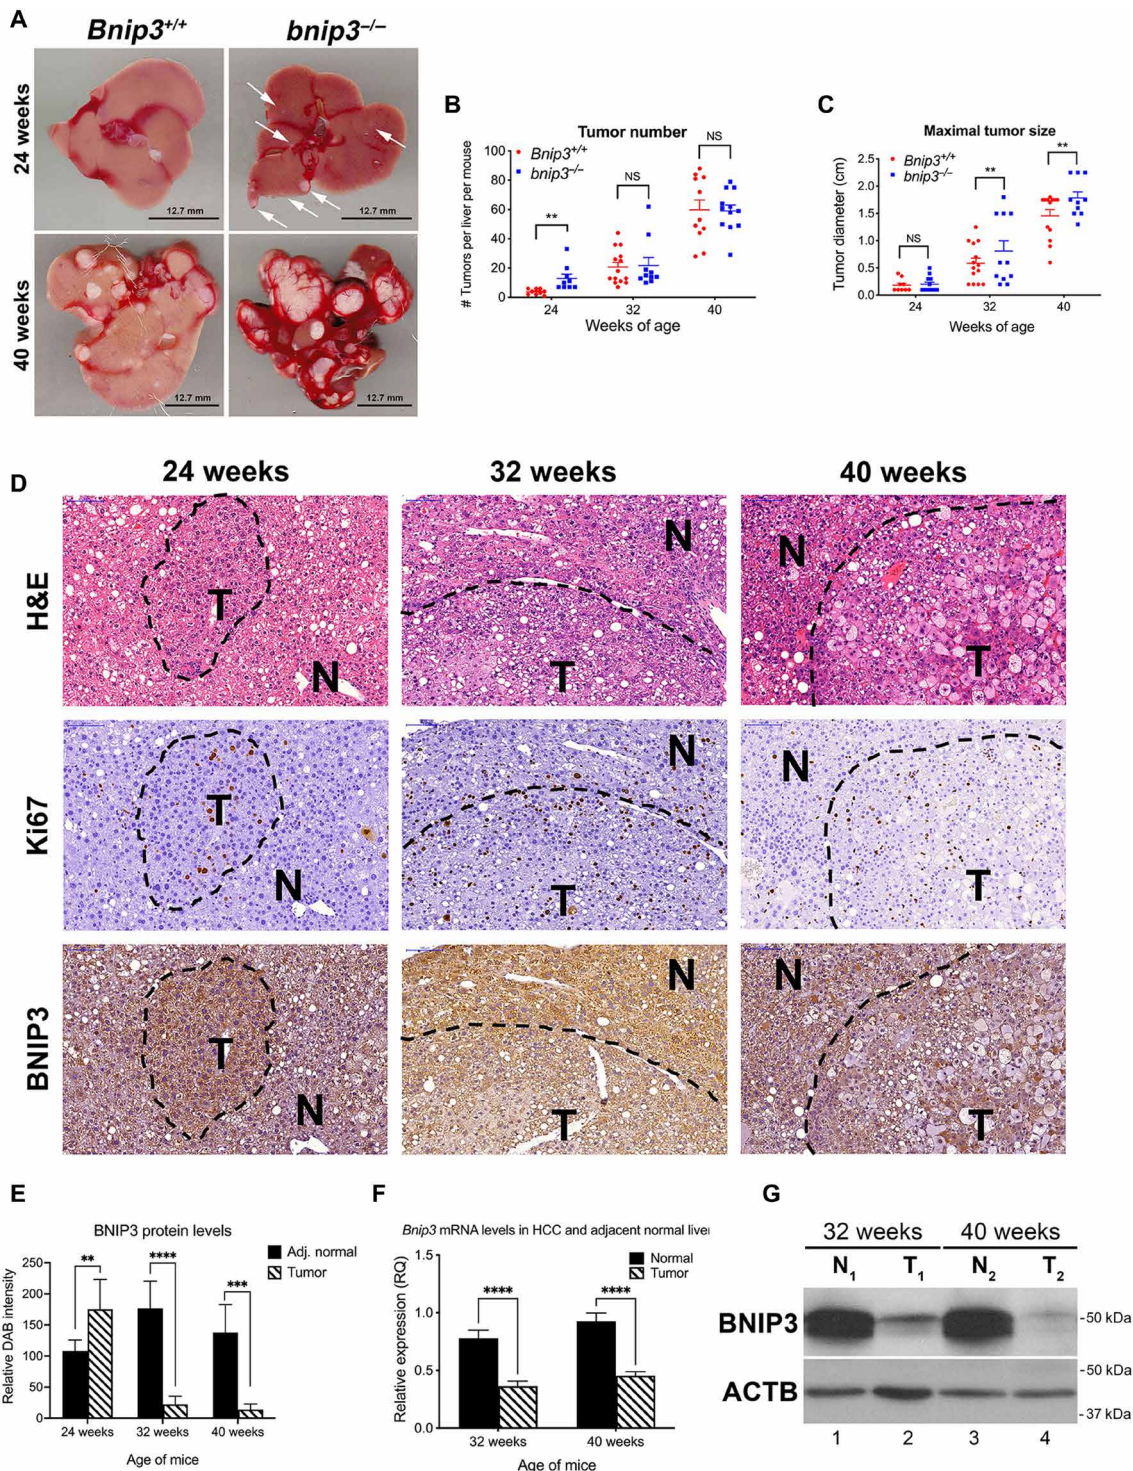 A
Bnip3+/+
bnip3–/–
24 weeks
12.7 mm
12.7 mm
40 weeks
12.7 mm
12.7 mm
B
Tumor number
NS
Bnip3+/+
bnip3–/–
NS
**
# Tumors per liver per mouse
100
80
60
40
20
0
24
32
40
Weeks of age
C
Maximal tumor size
**
Bnip3+/+
bnip3–/–
**
NS
Tumor diameter (cm)
2.5
2.0
1.5
1.0
0.5
0.0
24
32
40
Weeks of age
D
24 weeks
32 weeks
40 weeks
H&E
T
N
N
T
N
T
Ki67
T
N
N
T
N
T
BNIP3
T
N
N
T
N
T
E
BNIP3 protein levels
Adj. normal
Tumor
**
****
***
Relative DAB intensity
250
200
150
100
50
0
24 weeks
32 weeks
40 weeks
Age of mice
F
Bnip3 mRNA levels in HCC and adjacent normal liver
Normal
Tumor
****
****
Relative expression (RQ)
1.5
1.0
0.5
0.0
32 weeks
40 weeks
Age of mice
G
32 weeks
40 weeks
N1
T1
N2
T2
BNIP3
-50 kDa
-50 kDa
ACTB
-37 kDa
1
2
3
4